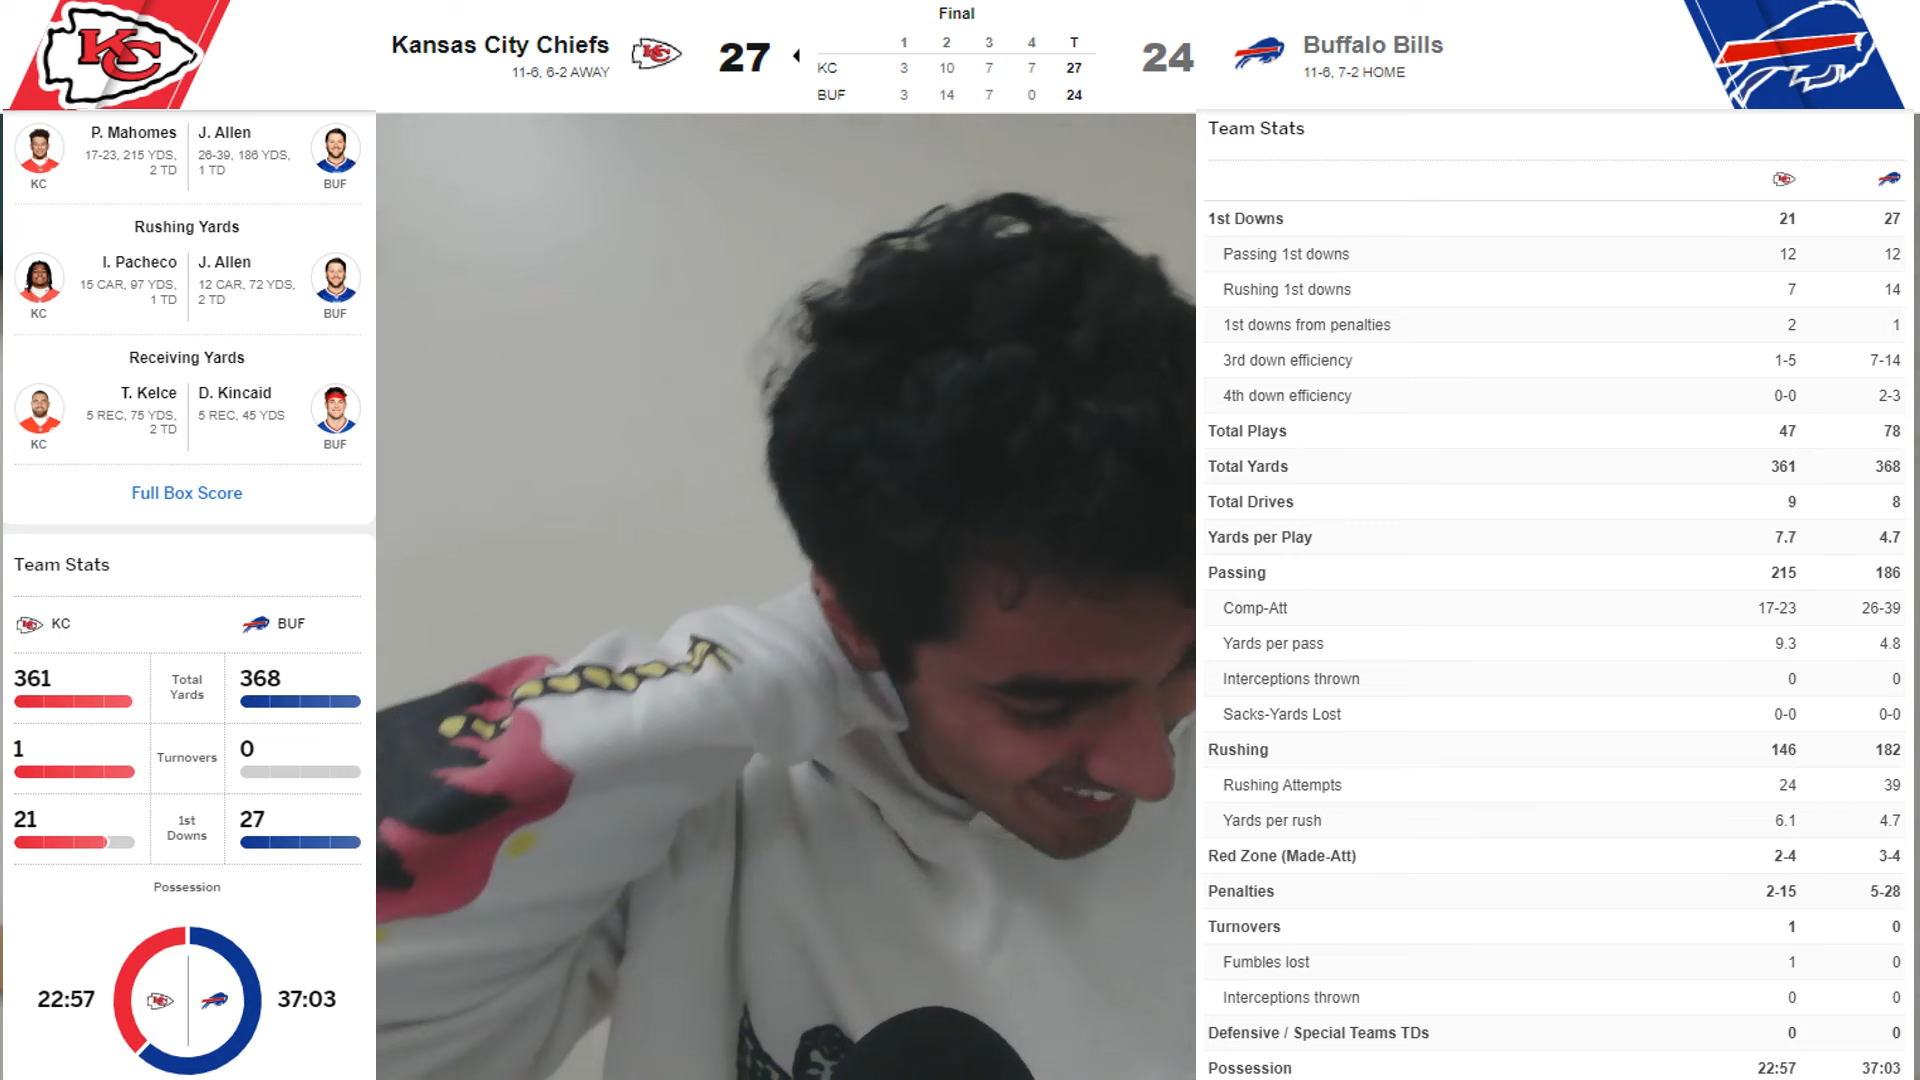 Final
Kansas City Chiefs
11-6, 6-2 AWAY
KC
27
1 2 3 4 T
KC 3 10 7 7 27
BUF 3 14 7 0 24
24
Buffalo Bills
11-6, 7-2 HOME
P. Mahomes
17-23, 215 YDS,
2 TD
KC
J. Allen
26-39, 186 YDS,
1 TD
BUF
Rushing Yards
I. Pacheco
15 CAR, 97 YDS,
1 TD
KC
J. Allen
12 CAR, 72 YDS,
2 TD
BUF
Receiving Yards
T. Kelce
5 REC, 75 YDS,
2 TD
KC
D. Kincaid
5 REC, 45 YDS
BUF
Full Box Score
Team Stats
KC BUF
361 Total Yards 368
1 Turnovers 0
21 1st Downs 27
Possession
22:57 37:03
Team Stats
1st Downs 21 27
Passing 1st downs 12 12
Rushing 1st downs 7 14
1st downs from penalties 2 1
3rd down efficiency 1-5 7-14
4th down efficiency 0-0 2-3
Total Plays 47 78
Total Yards 361 368
Total Drives 9 8
Yards per Play 7.7 4.7
Passing 215 186
Comp-Att 17-23 26-39
Yards per pass 9.3 4.8
Interceptions thrown 0 0
Sacks-Yards Lost 0-0 0-0
Rushing 146 182
Rushing Attempts 24 39
Yards per rush 6.1 4.7
Red Zone (Made-Att) 2-4 3-4
Penalties 2-15 5-28
Turnovers 1 0
Fumbles lost 1 0
Interceptions thrown 0 0
Defensive / Special Teams TDs 0 0
Possession 22:57 37:03